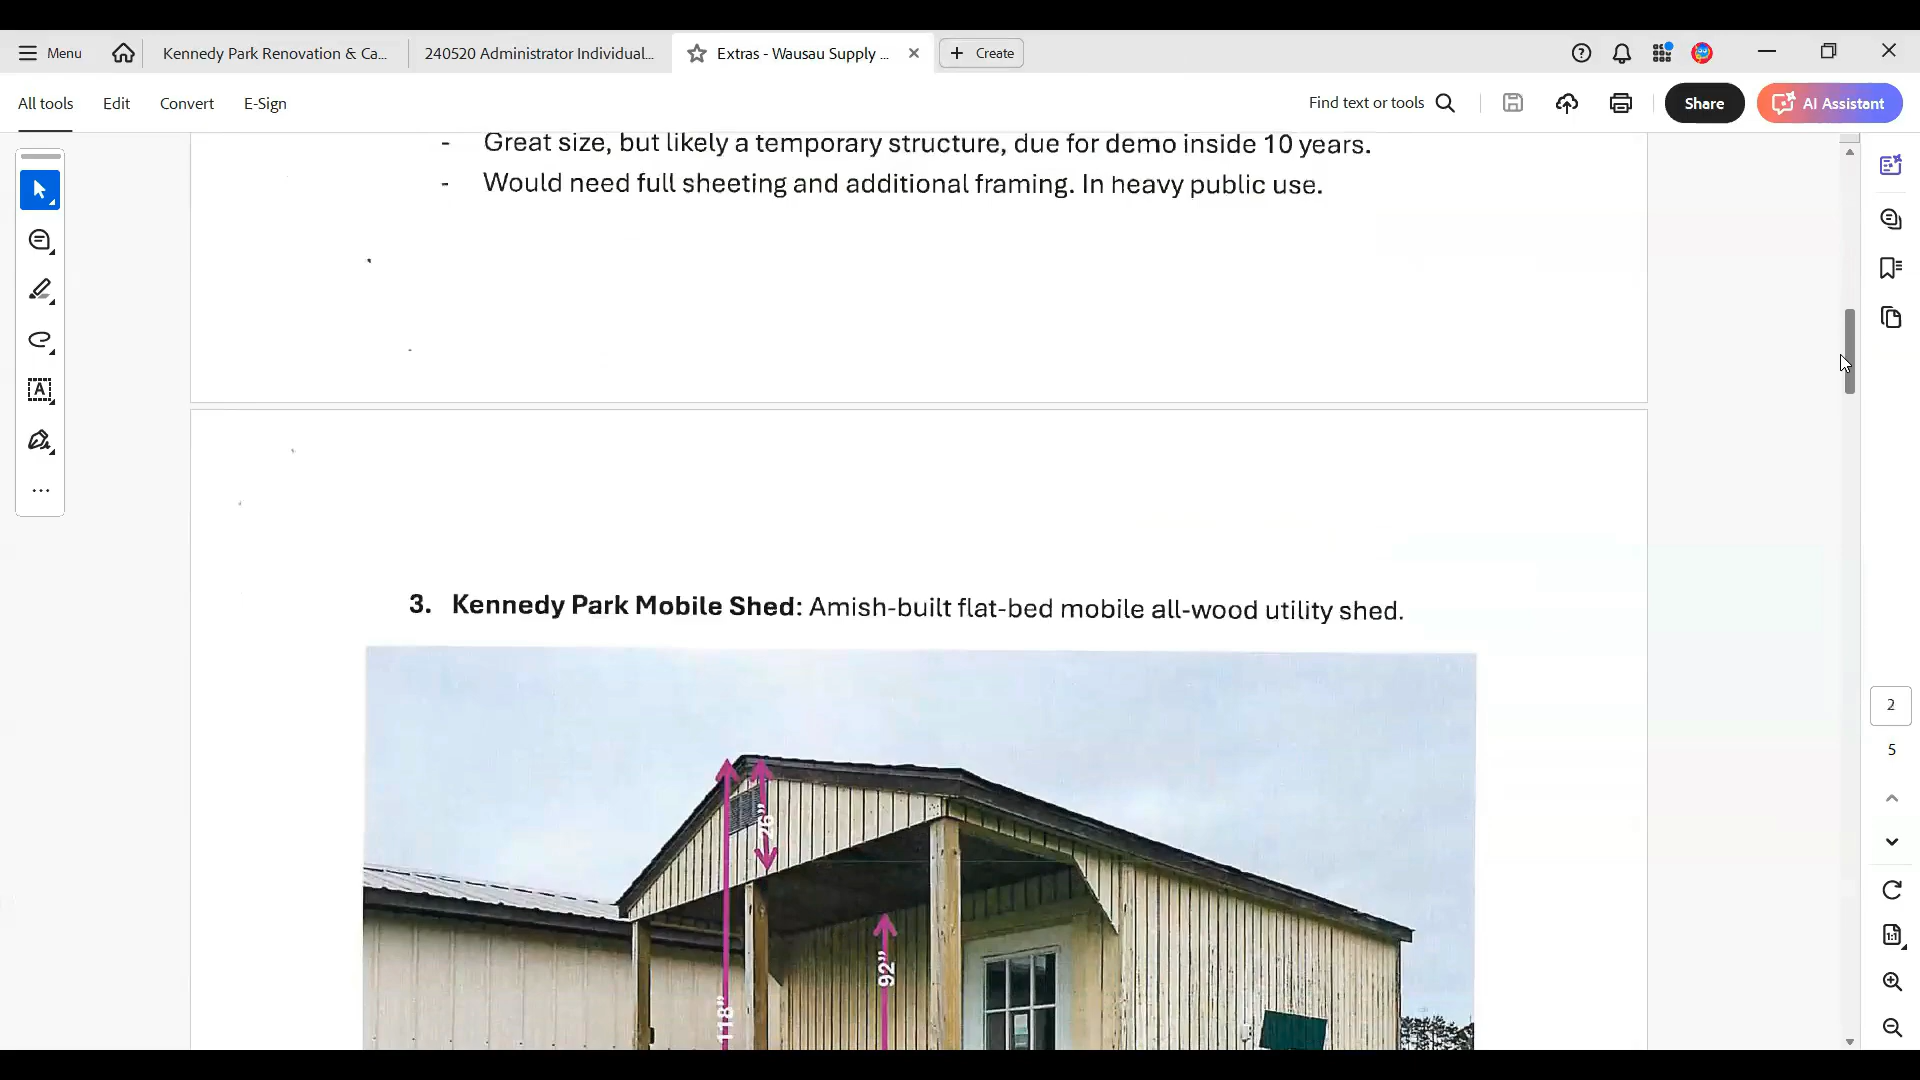 Menu
Kennedy Park Renovation & Ca...
240520 Administrator Individual...
Extras - Wausau Supply ...
Create
All tools
Edit
Convert
E-Sign
Find text or tools
Share
AI Assistant
- Great size, but likely a temporary structure, due for demo inside 10 years.
- Would need full sheeting and additional framing. In heavy public use.
3. Kennedy Park Mobile Shed: Amish-built flat-bed mobile all-wood utility shed.
26”
92”
118”
2
5